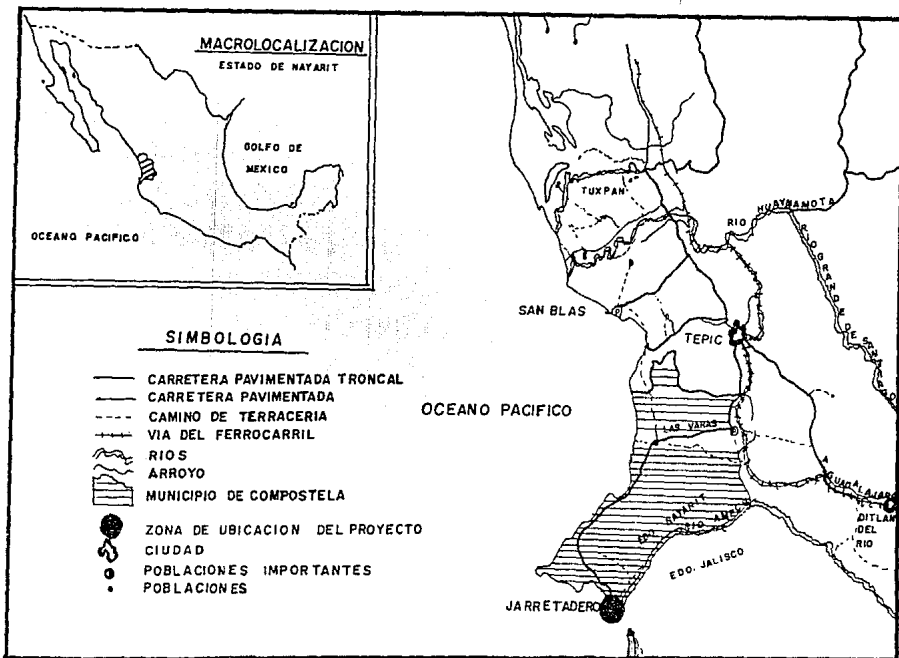 MACROLOCALIZACION
ESTADO DE NAYARIT
GOLFO DE
MEXICO
OCEANO PACIFICO
SIMBOLOGIA
CARRETERA PAVIMENTADA TRONCAL
CARRETERA PAVIMENTADA
CAMINO DE TERRACERIA
VIA DEL FERROCARRIL
RIOS
ARROYO
MUNICIPIO DE COMPOSTELA
ZONA DE UBICACION DEL PROYECTO
CIUDAD
POBLACIONES IMPORTANTES
POBLACIONES
TUXPAN
RIO HUAYNAMOTA
RIO GRANDE DE
SAN BLAS
TEPIC
OCEANO PACIFICO
LAS VARAS
A GUADALAJARA
DITLAN
DEL
RIO
EDO. NAYARIT
RIO AMECA
EDO. JALISCO
JARRETADERO